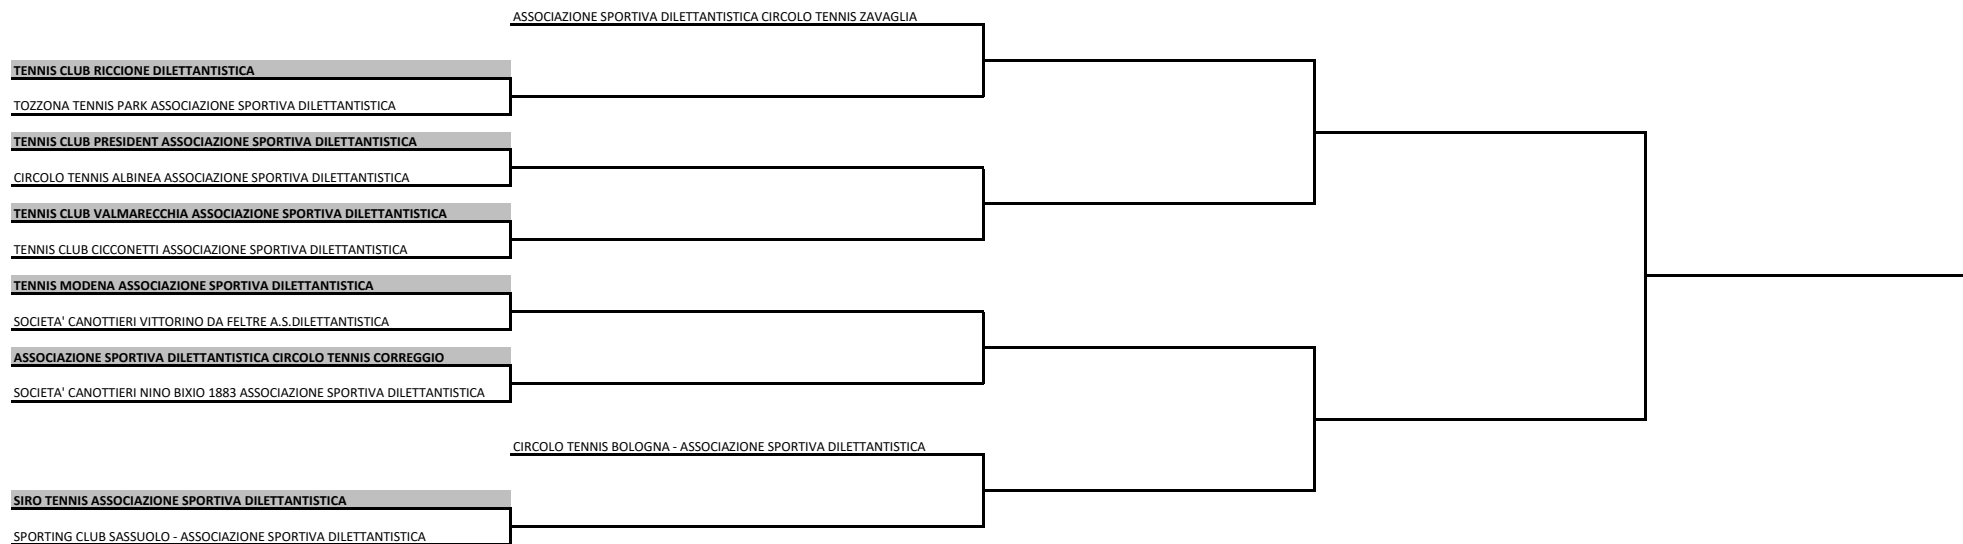 ASSOCIAZIONE SPORTIVA DILETTANTISTICA CIRCOLO TENNIS ZAVAGLIA
TENNIS CLUB RICCIONE DILETTANTISTICA
TOZZONA TENNIS PARK ASSOCIAZIONE SPORTIVA DILETTANTISTICA
TENNIS CLUB PRESIDENT ASSOCIAZIONE SPORTIVA DILETTANTISTICA
CIRCOLO TENNIS ALBINEA ASSOCIAZIONE SPORTIVA DILETTANTISTICA
TENNIS CLUB VALMARECCHIA ASSOCIAZIONE SPORTIVA DILETTANTISTICA
TENNIS CLUB CICCONETTI ASSOCIAZIONE SPORTIVA DILETTANTISTICA
TENNIS MODENA ASSOCIAZIONE SPORTIVA DILETTANTISTICA
SOCIETA' CANOTTIERI VITTORINO DA FELTRE A.S.DILETTANTISTICA
ASSOCIAZIONE SPORTIVA DILETTANTISTICA CIRCOLO TENNIS CORREGGIO
SOCIETA' CANOTTIERI NINO BIXIO 1883 ASSOCIAZIONE SPORTIVA DILETTANTISTICA
CIRCOLO TENNIS BOLOGNA - ASSOCIAZIONE SPORTIVA DILETTANTISTICA
SIRO TENNIS ASSOCIAZIONE SPORTIVA DILETTANTISTICA
SPORTING CLUB SASSUOLO - ASSOCIAZIONE SPORTIVA DILETTANTISTICA